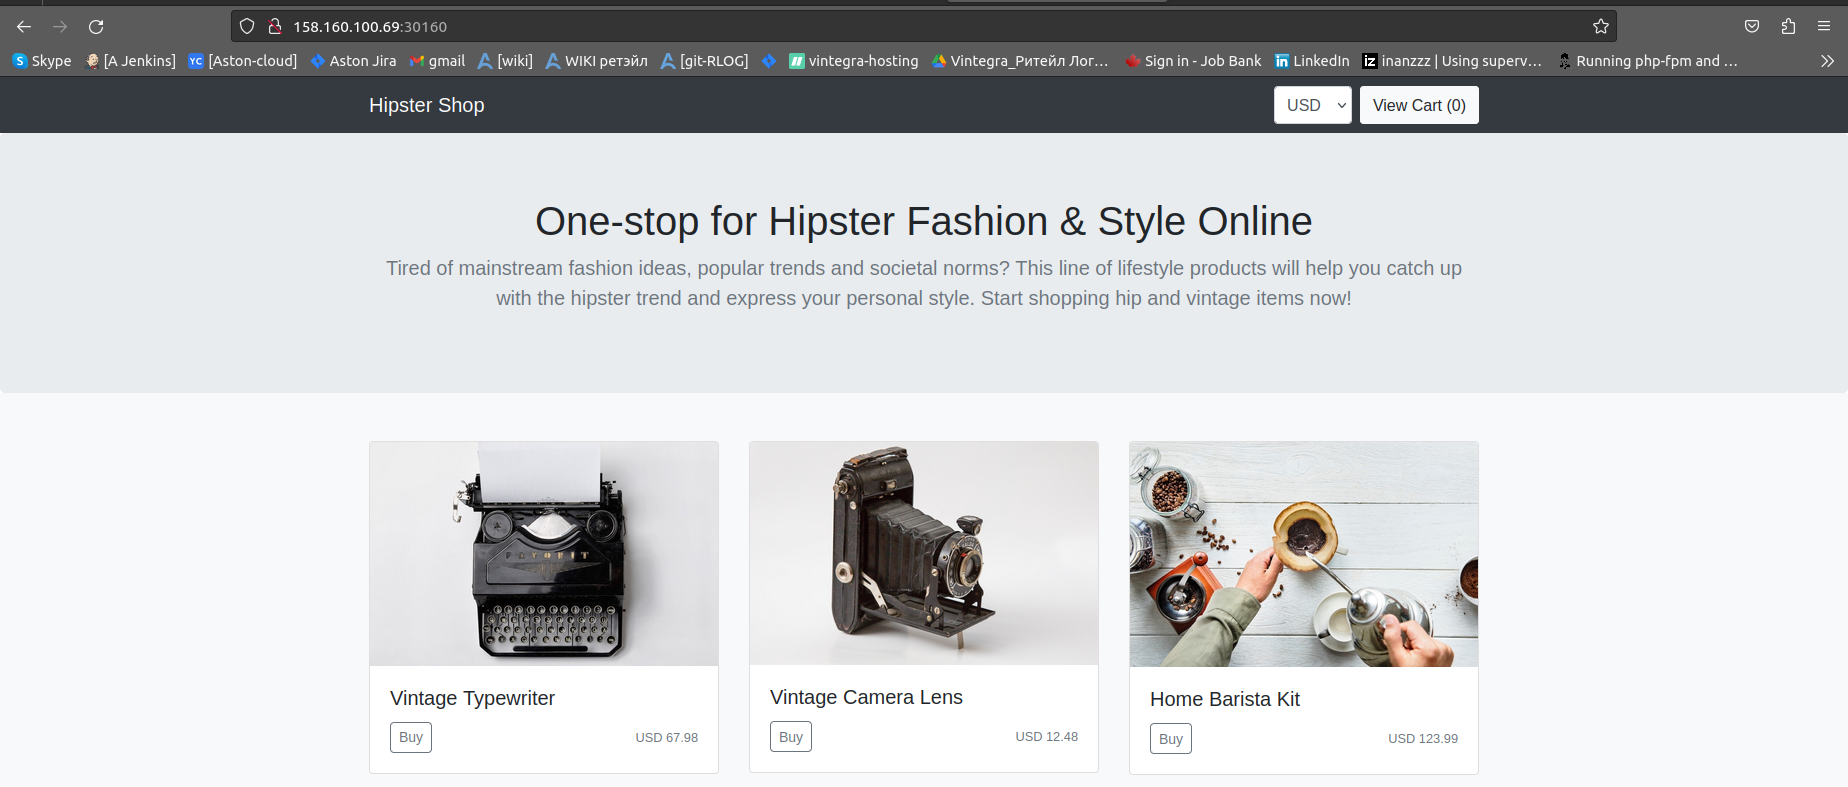 158.160.100.69:30160
Skype [A Jenkins] [Aston-cloud] Aston Jira gmail [wiki] WIKI ретэйл [git-RLOG] vintegra-hosting Vintegra_Ритейл Лог… Sign in - Job Bank LinkedIn inanzzz | Using superv… Running php-fpm and …
Hipster Shop USD View Cart (0)
One-stop for Hipster Fashion & Style Online
Tired of mainstream fashion ideas, popular trends and societal norms? This line of lifestyle products will help you catch up
with the hipster trend and express your personal style. Start shopping hip and vintage items now!
Vintage Typewriter
Buy USD 67.98
Vintage Camera Lens
Buy USD 12.48
Home Barista Kit
Buy USD 123.99